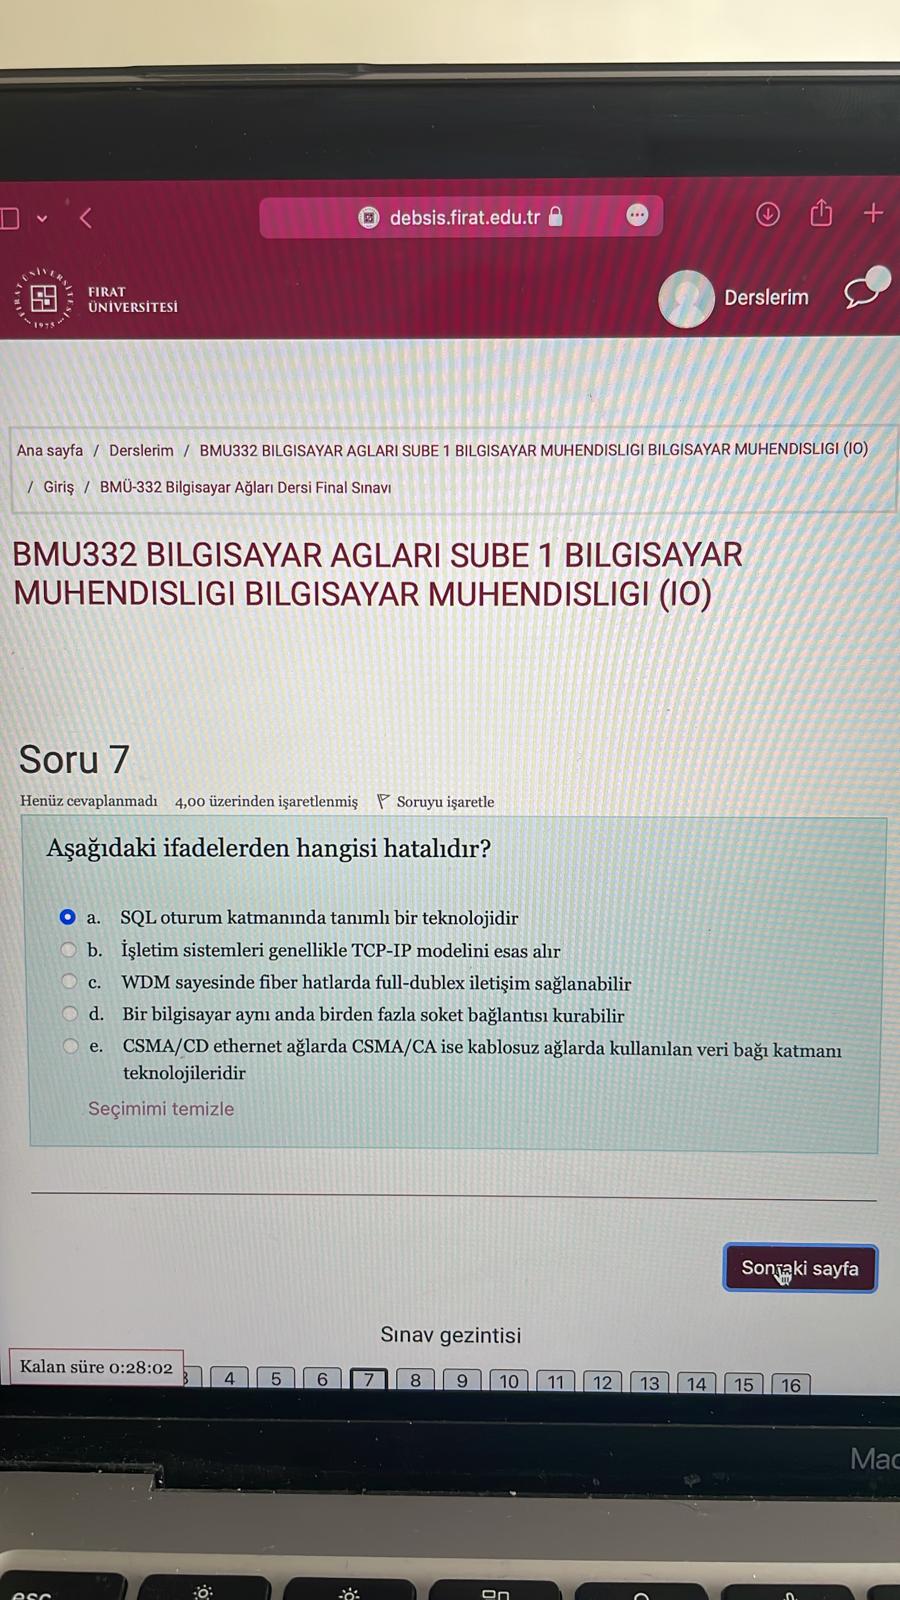 debsis.firat.edu.tr
FIRAT ÜNİVERSİTESİ
1975
FIRAT
ÜNİVERSİTESİ
Derslerim
Ana sayfa / Derslerim / BMU332 BILGISAYAR AGLARI SUBE 1 BILGISAYAR MUHENDISLIGI BILGISAYAR MUHENDISLIGI (IO)
/ Giriş / BMÜ-332 Bilgisayar Ağları Dersi Final Sınavı
BMU332 BILGISAYAR AGLARI SUBE 1 BILGISAYAR
MUHENDISLIGI BILGISAYAR MUHENDISLIGI (IO)
Soru 7
Henüz cevaplanmadı 4,00 üzerinden işaretlenmiş Soruyu işaretle
Aşağıdaki ifadelerden hangisi hatalıdır?
a. SQL oturum katmanında tanımlı bir teknolojidir
b. İşletim sistemleri genellikle TCP-IP modelini esas alır
c. WDM sayesinde fiber hatlarda full-dublex iletişim sağlanabilir
d. Bir bilgisayar aynı anda birden fazla soket bağlantısı kurabilir
e. CSMA/CD ethernet ağlarda CSMA/CA ise kablosuz ağlarda kullanılan veri bağı katmanı
teknolojileridir
Seçimimi temizle
Sonraki sayfa
Sınav gezintisi
Kalan süre 0:28:02
3 4 5 6 7 8 9 10 11 12 13 14 15 16
Mac
esc